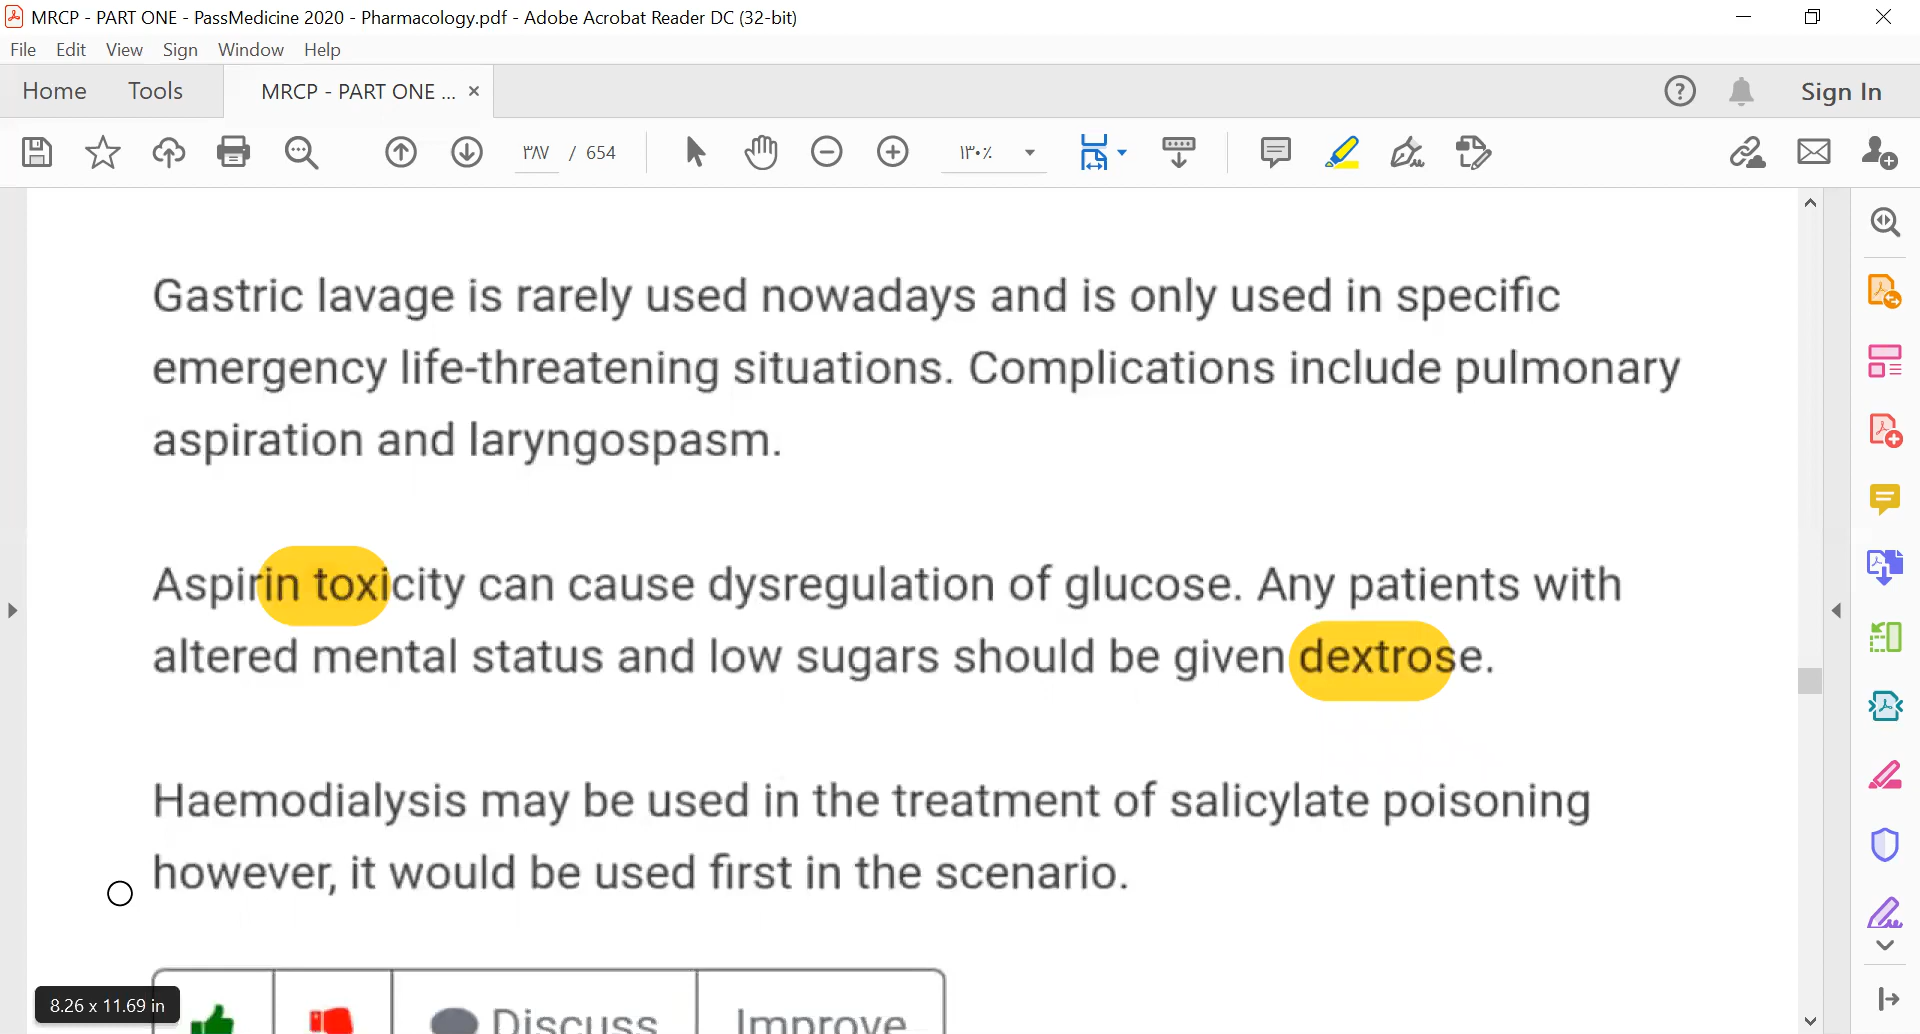 MRCP - PART ONE - PassMedicine 2020 - Pharmacology.pdf - Adobe Acrobat Reader DC (32-bit)
File Edit View Sign Window Help
Home Tools MRCP - PART ONE ... × Sign In
٣٨٧ / 654 ١٣٠٪
Gastric lavage is rarely used nowadays and is only used in specific
emergency life-threatening situations. Complications include pulmonary
aspiration and laryngospasm.
Aspirin toxicity can cause dysregulation of glucose. Any patients with
altered mental status and low sugars should be given dextrose.
Haemodialysis may be used in the treatment of salicylate poisoning
however, it would be used first in the scenario.
8.26 x 11.69 in
Discuss Improve